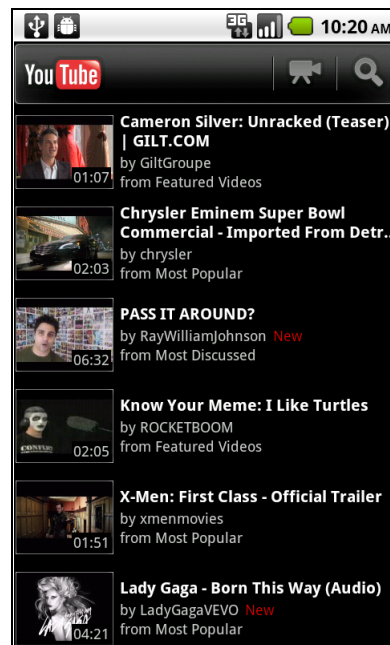 3G
10:20 AM
YouTube
Cameron Silver: Unracked (Teaser)
| GILT.COM
by GiltGroupe
from Featured Videos
01:07
Chrysler Eminem Super Bowl
Commercial - Imported From Detr..
by chrysler
from Most Popular
02:03
PASS IT AROUND?
by RayWilliamJohnson New
from Most Discussed
06:32
Know Your Meme: I Like Turtles
by ROCKETBOOM
from Featured Videos
02:05
X-Men: First Class - Official Trailer
by xmenmovies
from Most Popular
01:51
Lady Gaga - Born This Way (Audio)
by LadyGagaVEVO New
from Most Popular
04:21